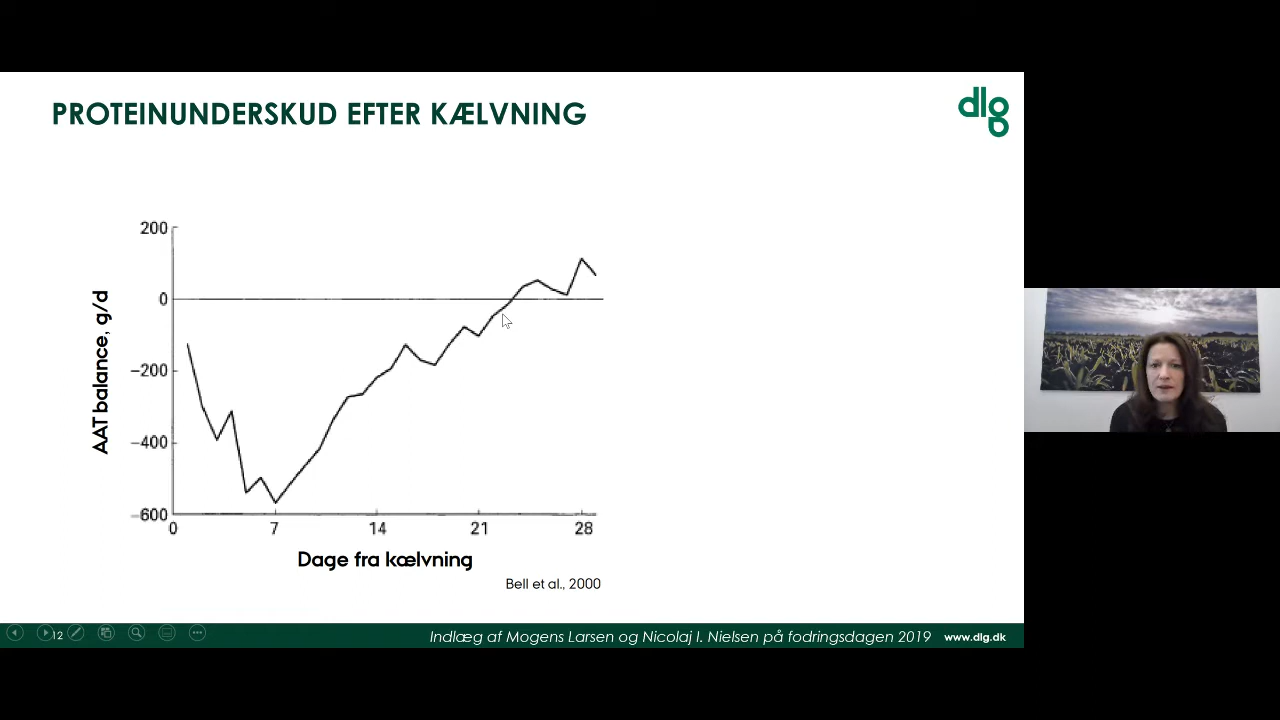 PROTEINUNDERSKUD EFTER KÆLVNING
dlg
200
0
−200
−400
−600
AAT balance, g/d
0 7 14 21 28
Dage fra kælvning
Bell et al., 2000
12
Indlæg af Mogens Larsen og Nicolaj I. Nielsen på fodringsdagen 2019
www.dlg.dk